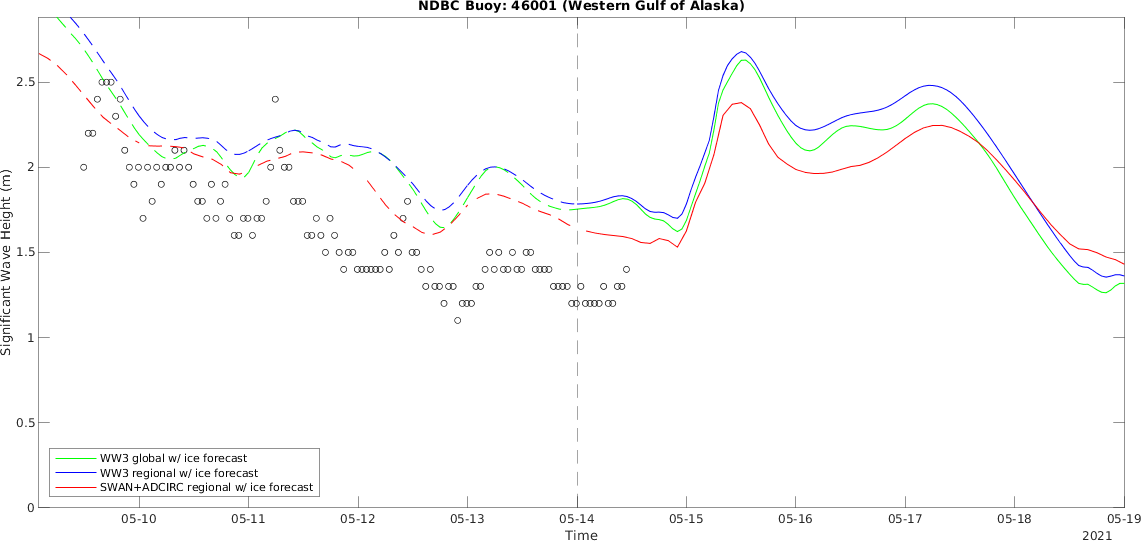 NDBC Buoy: 46001 (Western Gulf of Alaska)
Significant Wave Height (m)
2.5
2
1.5
1
0.5
0
WW3 global w/ ice forecast
WW3 regional w/ ice forecast
SWAN+ADCIRC regional w/ ice forecast
05-10 05-11 05-12 05-13 05-14 05-15 05-16 05-17 05-18 05-19
Time
2021